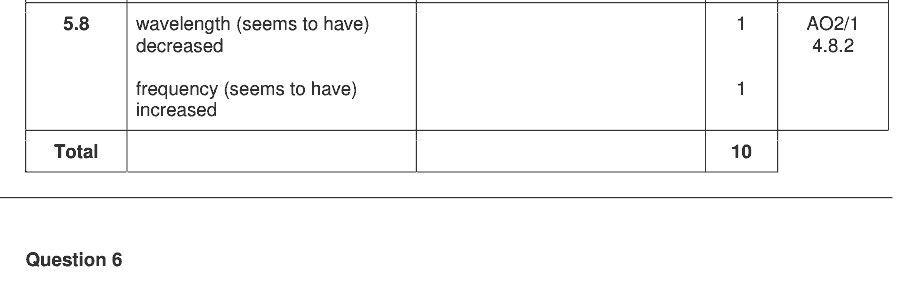 5.8 wavelength (seems to have) 1 AO2/1
decreased 4.8.2
frequency (seems to have) 1
increased
Total 10
Question 6